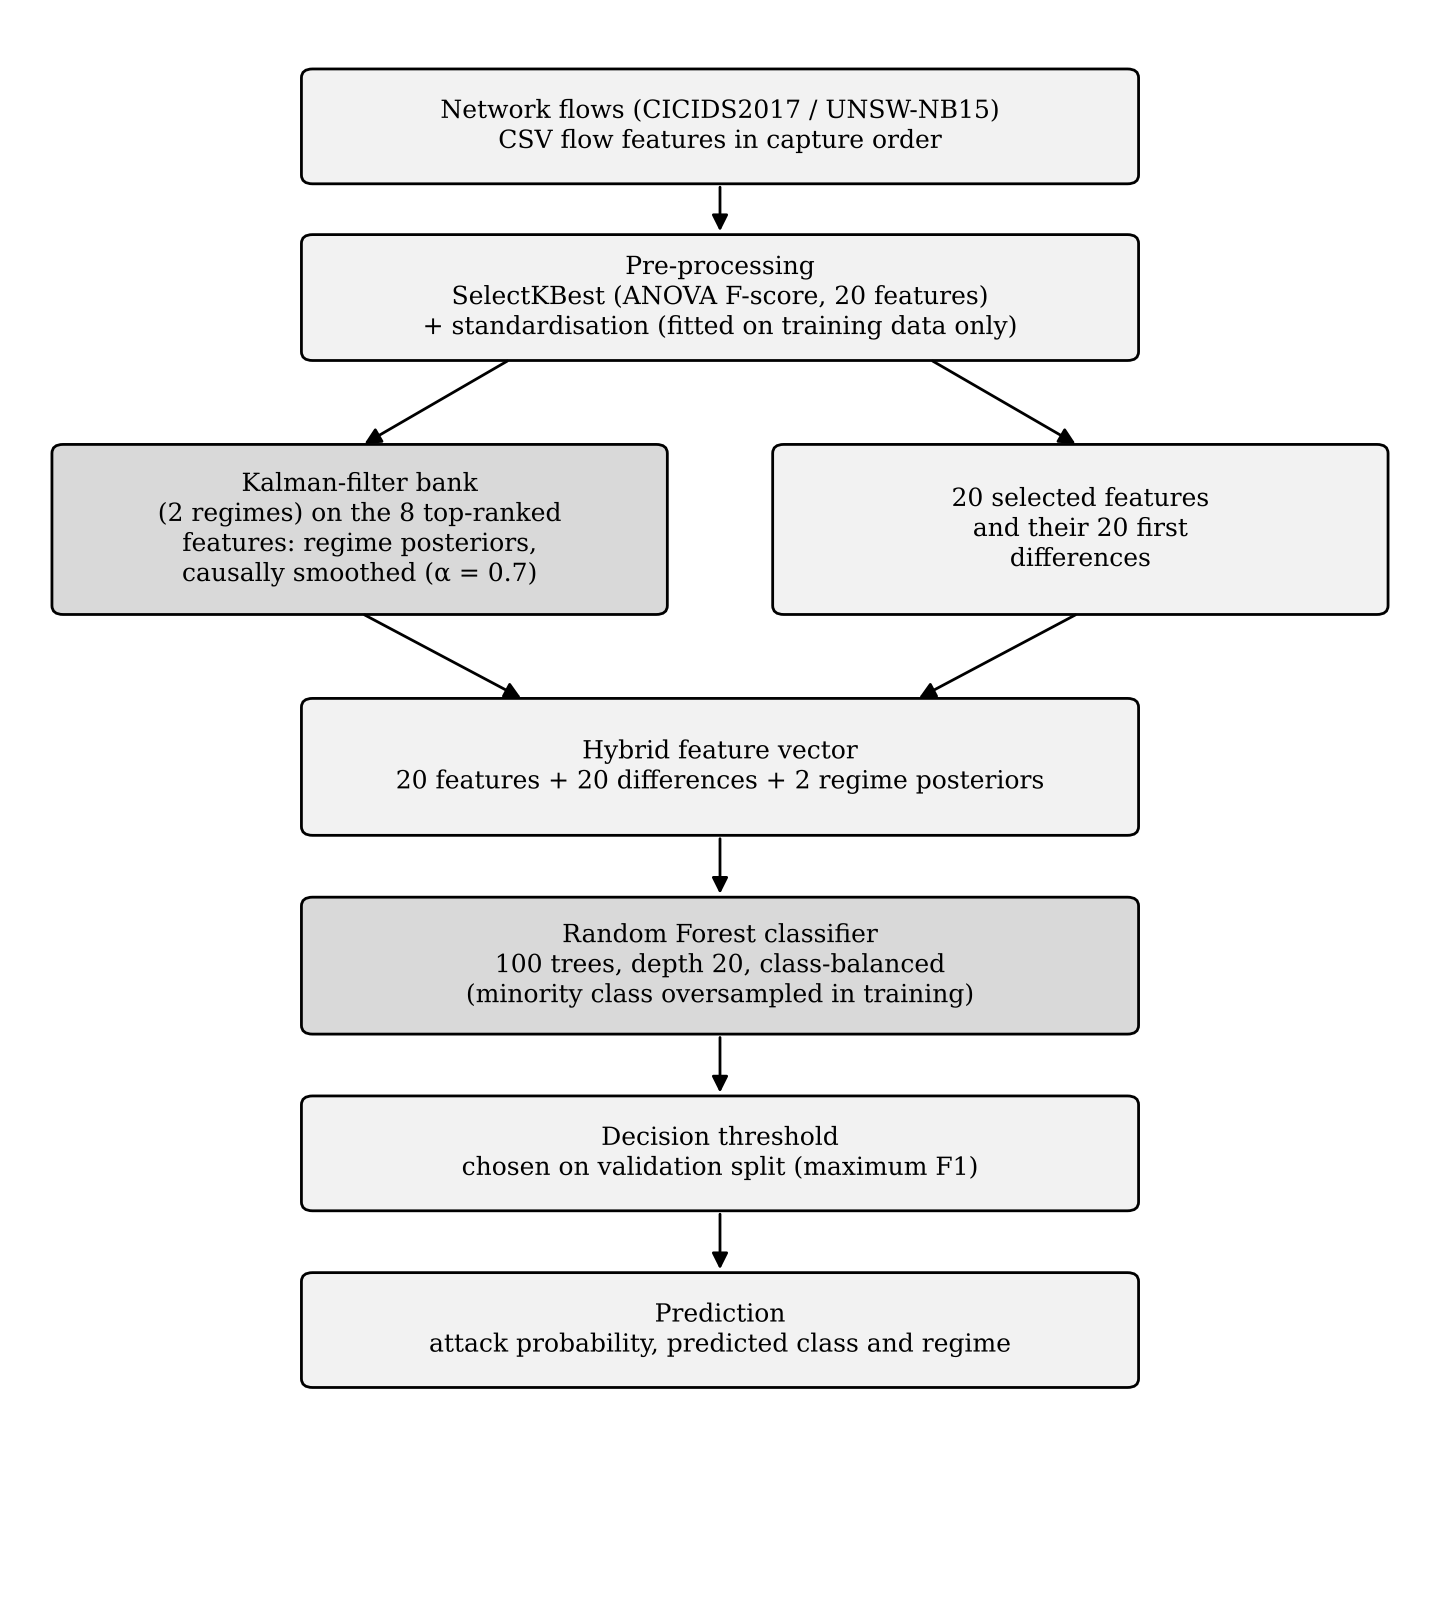 Network flows (CICIDS2017 / UNSW-NB15)
CSV flow features in capture order
Pre-processing
SelectKBest (ANOVA F-score, 20 features)
+ standardisation (fitted on training data only)
Kalman-filter bank
(2 regimes) on the 8 top-ranked
features: regime posteriors,
causally smoothed (α = 0.7)
20 selected features
and their 20 first
differences
Hybrid feature vector
20 features + 20 differences + 2 regime posteriors
Random Forest classifier
100 trees, depth 20, class-balanced
(minority class oversampled in training)
Decision threshold
chosen on validation split (maximum F1)
Prediction
attack probability, predicted class and regime